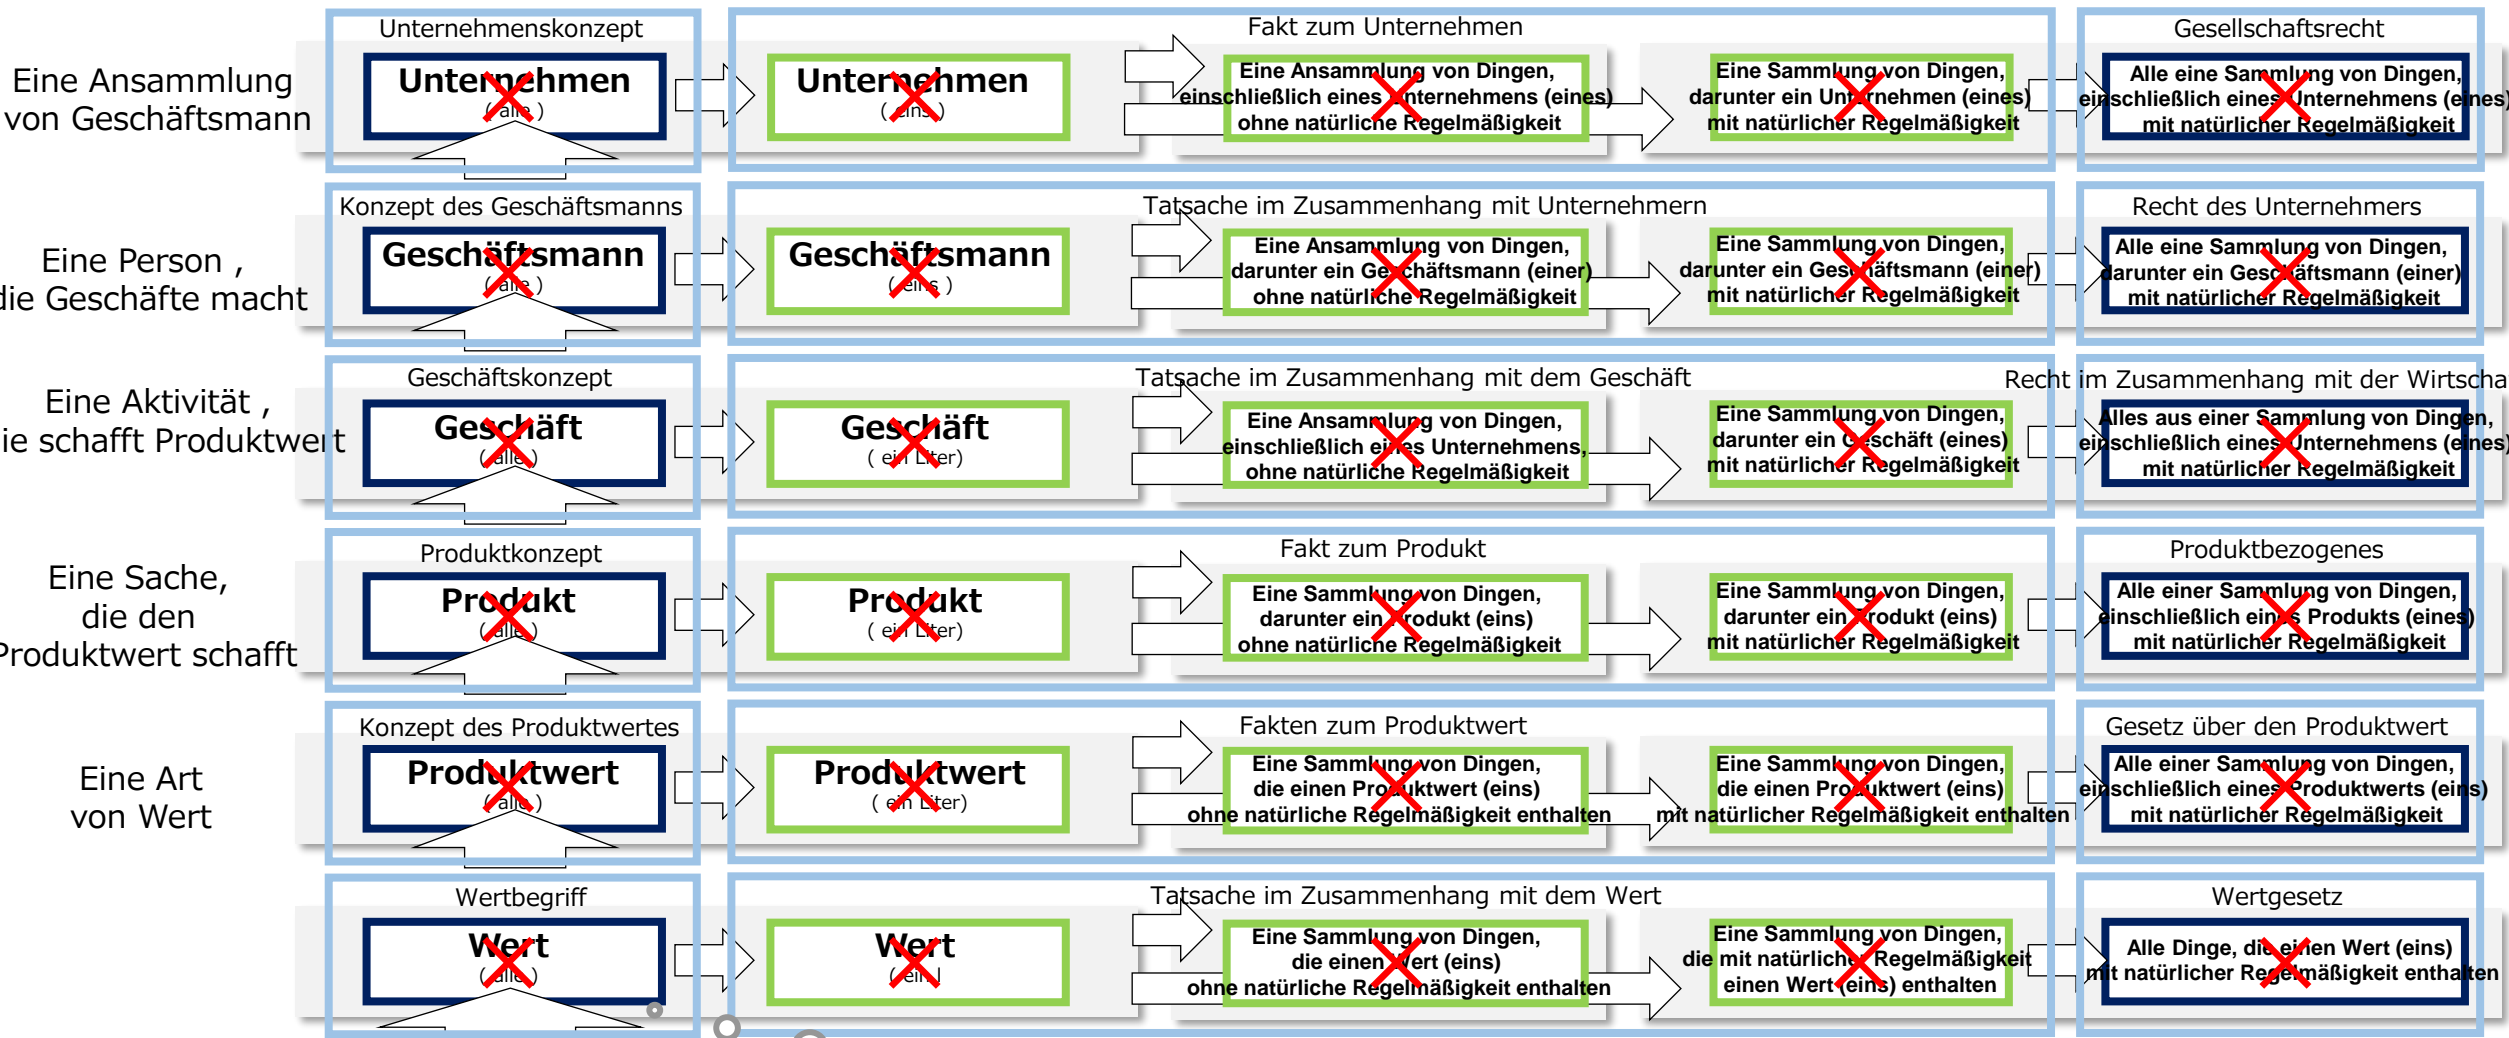 Unternehmenskonzept
Fakt zum Unternehmen
Gesellschaftsrecht
Eine Ansammlung
von Geschäftsmann
Unternehmen
( alle )
Unternehmen
( eins )
Eine Ansammlung von Dingen,
einschließlich eines Unternehmens (eines)
ohne natürliche Regelmäßigkeit
Eine Sammlung von Dingen,
darunter ein Unternehmen (eines)
mit natürlicher Regelmäßigkeit
Alle eine Sammlung von Dingen,
einschließlich eines Unternehmens (eines)
mit natürlicher Regelmäßigkeit
Konzept des Geschäftsmanns
Tatsache im Zusammenhang mit Unternehmern
Recht des Unternehmers
Eine Person ,
die Geschäfte macht
Geschäftsmann
( alle )
Geschäftsmann
( eins )
Eine Ansammlung von Dingen,
darunter ein Geschäftsmann (einer)
ohne natürliche Regelmäßigkeit
Eine Sammlung von Dingen,
darunter ein Geschäftsmann (einer)
mit natürlicher Regelmäßigkeit
Alle eine Sammlung von Dingen,
darunter ein Geschäftsmann (einer)
mit natürlicher Regelmäßigkeit
Geschäftskonzept
Tatsache im Zusammenhang mit dem Geschäft
Recht im Zusammenhang mit der Wirtscha
Eine Aktivität ,
ie schafft Produktwert
Geschäft
( alle )
Geschäft
( ein Liter)
Eine Ansammlung von Dingen,
einschließlich eines Unternehmens,
ohne natürliche Regelmäßigkeit
Eine Sammlung von Dingen,
darunter ein Geschäft (eines)
mit natürlicher Regelmäßigkeit
Alles aus einer Sammlung von Dingen,
einschließlich eines Unternehmens (eines)
mit natürlicher Regelmäßigkeit
Produktkonzept
Fakt zum Produkt
Produktbezogenes
Eine Sache,
die den
Produktwert schafft
Produkt
( alle )
Produkt
( ein Liter)
Eine Sammlung von Dingen,
darunter ein Produkt (eins)
ohne natürliche Regelmäßigkeit
Eine Sammlung von Dingen,
darunter ein Produkt (eins)
mit natürlicher Regelmäßigkeit
Alle einer Sammlung von Dingen,
einschließlich eines Produkts (eines)
mit natürlicher Regelmäßigkeit
Konzept des Produktwertes
Fakten zum Produktwert
Gesetz über den Produktwert
Eine Art
von Wert
Produktwert
( alle )
Produktwert
( ein Liter)
Eine Sammlung von Dingen,
die einen Produktwert (eins)
ohne natürliche Regelmäßigkeit enthalten
Eine Sammlung von Dingen,
die einen Produktwert (eins)
mit natürlicher Regelmäßigkeit enthalten
Alle einer Sammlung von Dingen,
einschließlich eines Produktwerts (eins)
mit natürlicher Regelmäßigkeit
Wertbegriff
Tatsache im Zusammenhang mit dem Wert
Wertgesetz
Wert
( alle )
Wert
( ein l
Eine Sammlung von Dingen,
die einen Wert (eins)
ohne natürliche Regelmäßigkeit enthalten
Eine Sammlung von Dingen,
die mit natürlicher Regelmäßigkeit
einen Wert (eins) enthalten
Alle Dinge, die einen Wert (eins)
mit natürlicher Regelmäßigkeit enthalten